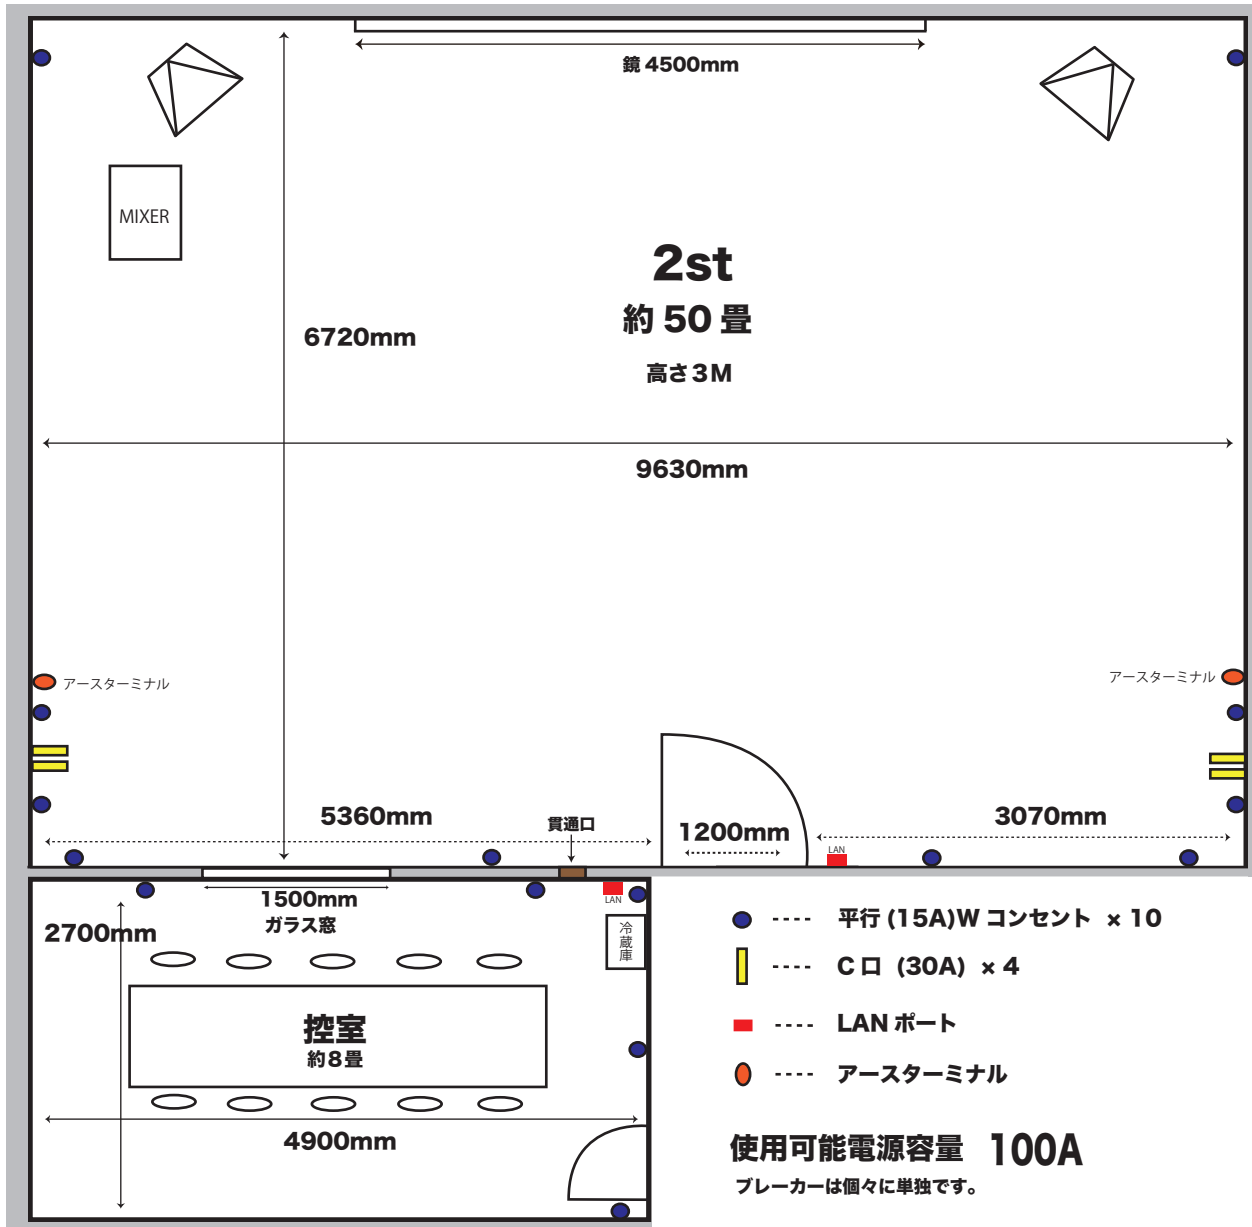 鏡 4500mm
MIXER
2st
約 50 畳
高さ3M
6720mm
9630mm
アースターミナル
アースターミナル
5360mm
貫通口
1200mm
3070mm
LAN
1500mm
ガラス窓
LAN
2700mm
冷蔵庫
控室
約8畳
4900mm
平行 (15A)W コンセント × 10
C 口 (30A) × 4
LAN ポート
アースターミナル
使用可能電源容量 100A
ブレーカーは個々に単独です。